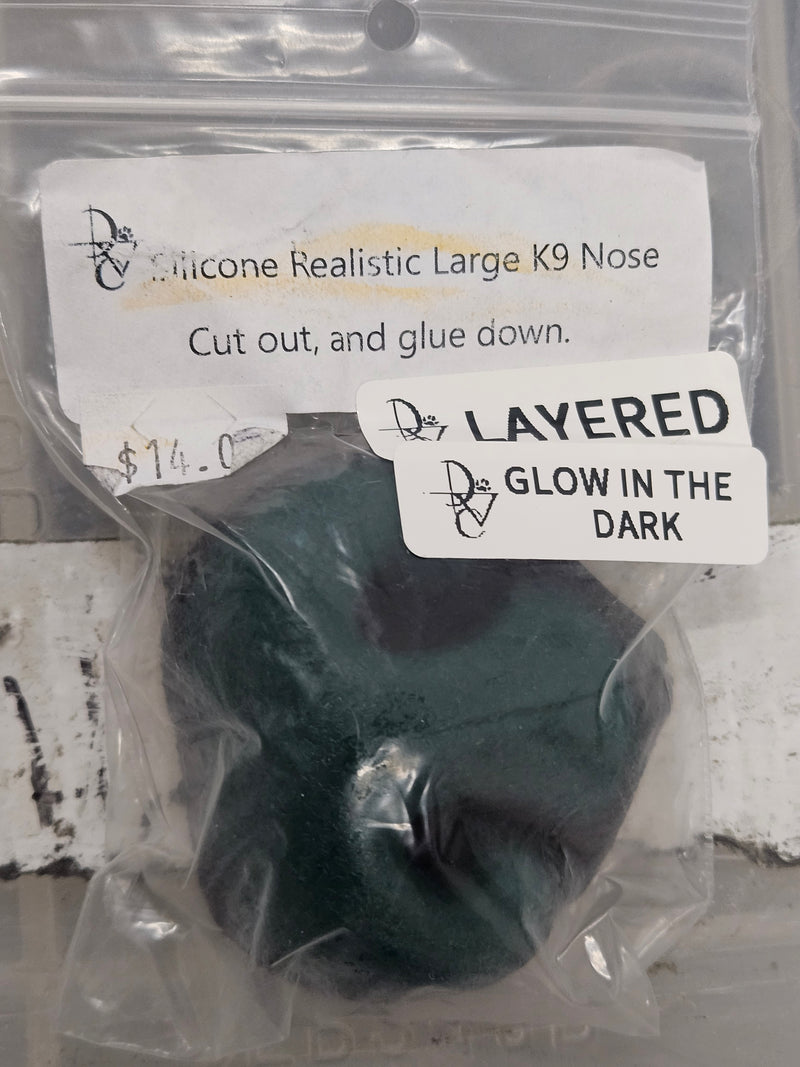 Silicone Realistic Large K9 Nose
Cut out, and glue down.
$14.0
LAYERED
GLOW IN THE
DARK